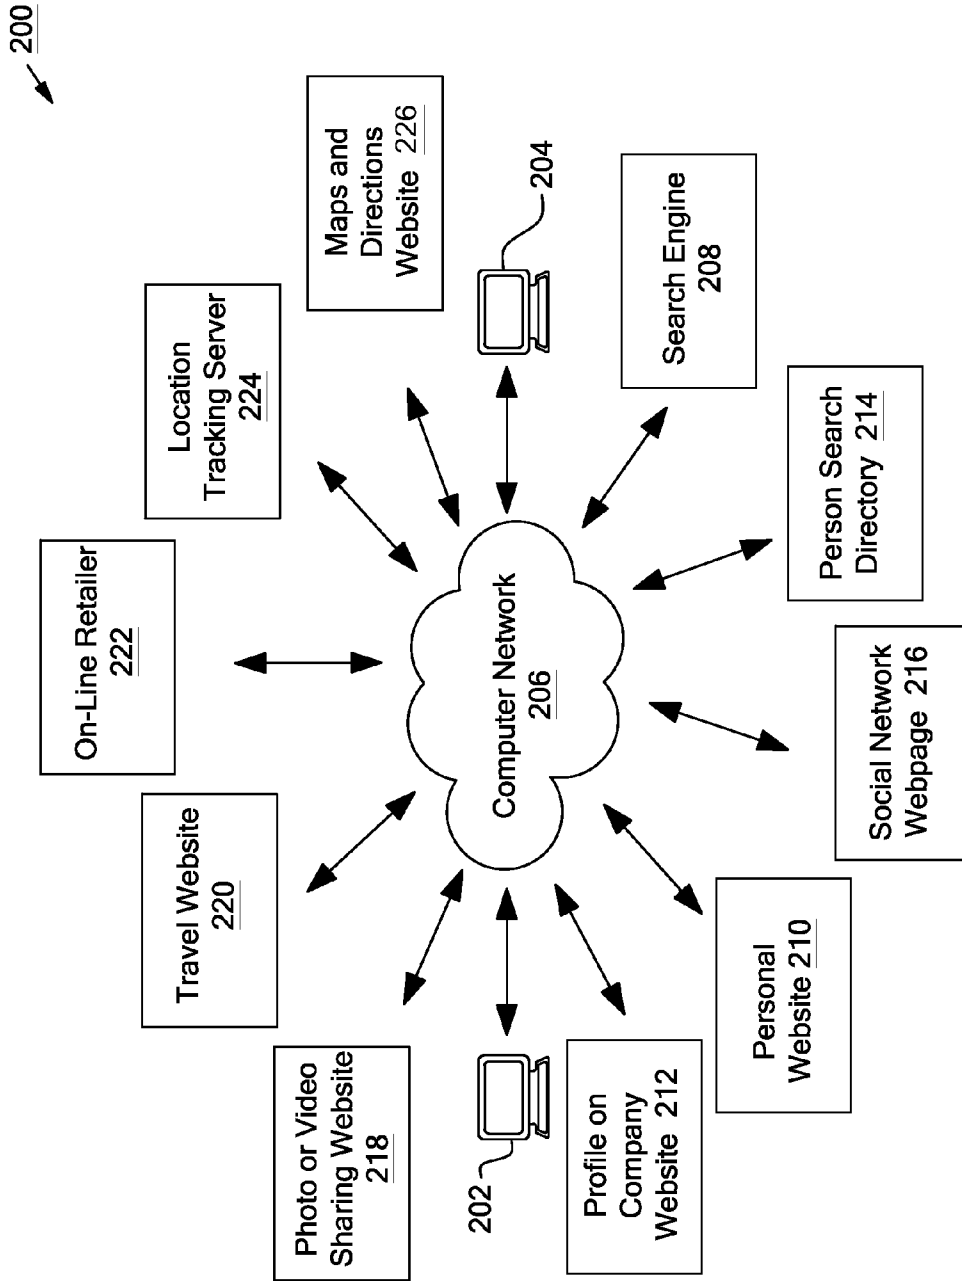 200
On-Line Retailer
222
Travel Website
220
Location
Tracking Server
224
Photo or Video
Sharing Website
218
Maps and
Directions
Website 226
202
Computer Network
206
204
Profile on
Company
Website 212
Search Engine
208
Personal
Website 210
Person Search
Directory 214
Social Network
Webpage 216